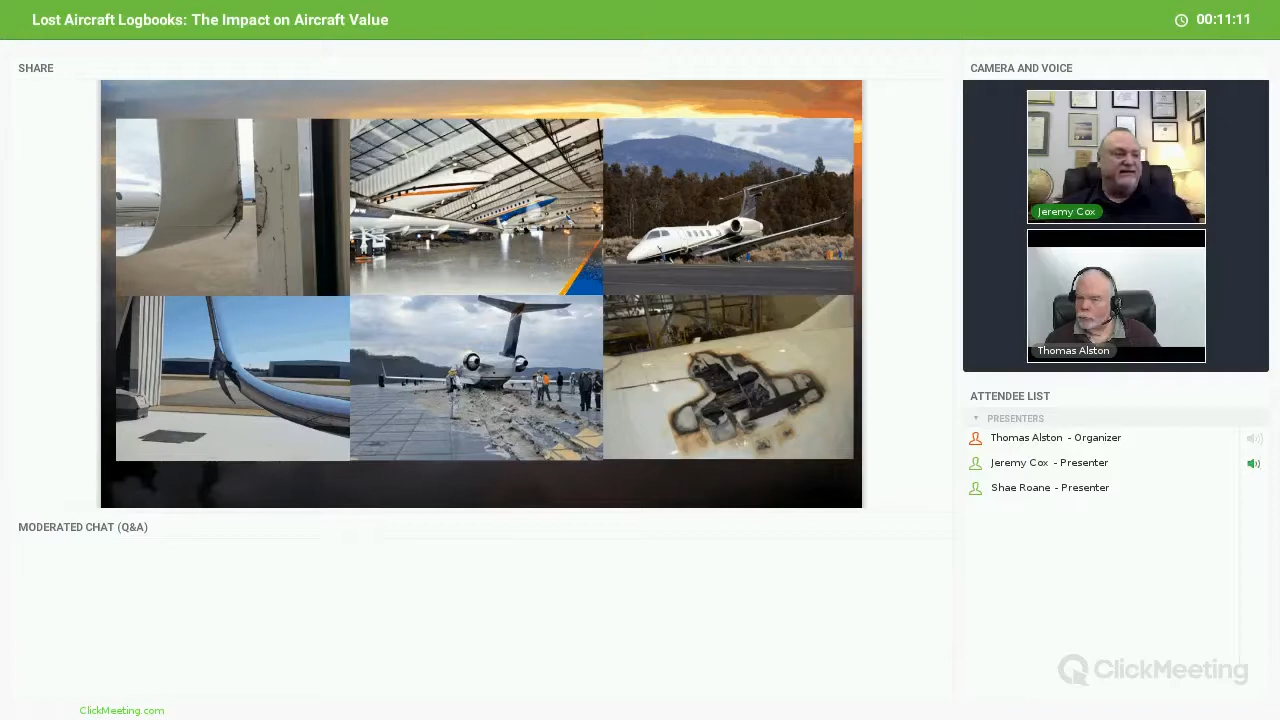 Lost Aircraft Logbooks: The Impact on Aircraft Value
00:11:11
SHARE
CAMERA AND VOICE
Jeremy Cox
Thomas Alston
ATTENDEE LIST
PRESENTERS
Thomas Alston - Organizer
Jeremy Cox - Presenter
Shae Roane - Presenter
MODERATED CHAT (Q&A)
ClickMeeting
ClickMeeting.com